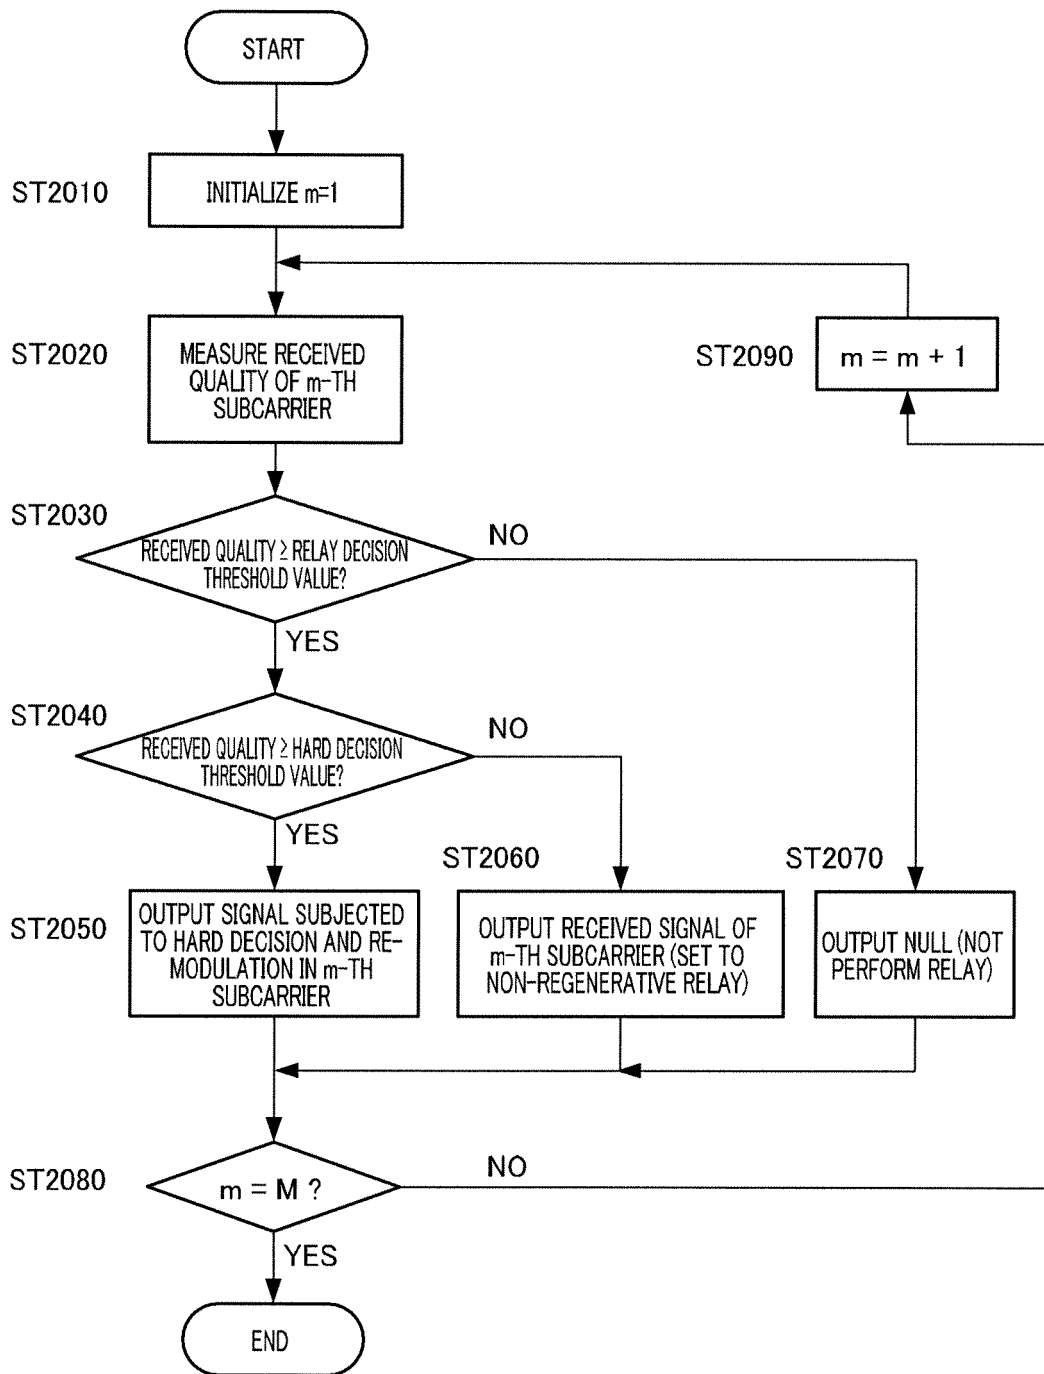 START
ST2010
INITIALIZE m=1
ST2020
MEASURE RECEIVED
QUALITY OF m-TH
SUBCARRIER
ST2090
m = m + 1
ST2030
RECEIVED QUALITY ≧ RELAY DECISION
THRESHOLD VALUE?
NO
YES
ST2040
RECEIVED QUALITY ≧ HARD DECISION
THRESHOLD VALUE?
NO
YES
ST2050
OUTPUT SIGNAL SUBJECTED
TO HARD DECISION AND RE-
MODULATION IN m-TH
SUBCARRIER
ST2060
OUTPUT RECEIVED SIGNAL OF
m-TH SUBCARRIER (SET TO
NON-REGENERATIVE RELAY)
ST2070
OUTPUT NULL (NOT
PERFORM RELAY)
ST2080
m = M ?
NO
YES
END